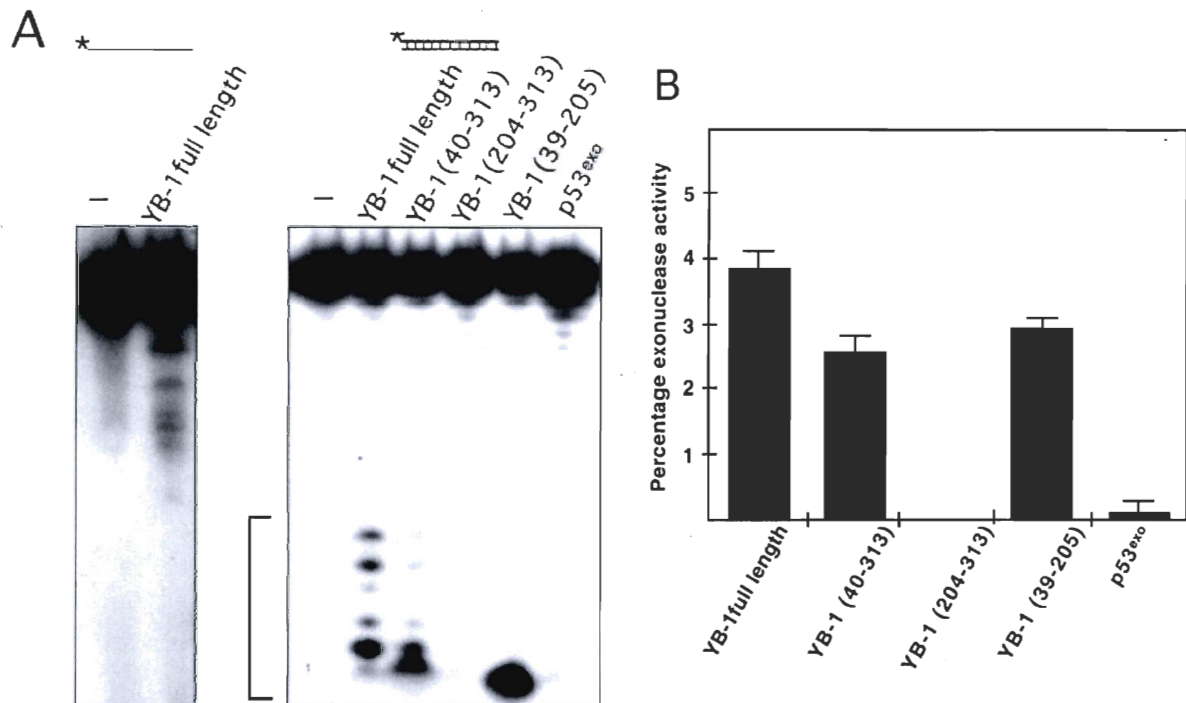 A
*
*
– YB-1 full length
– YB-1 full length YB-1 (40-313) YB-1 (204-313) YB-1 (39-205) p53exo
B
Percentage exonuclease activity
5
4
3
2
1
YB-1 full length YB-1 (40-313) YB-1 (204-313) YB-1 (39-205) p53exo